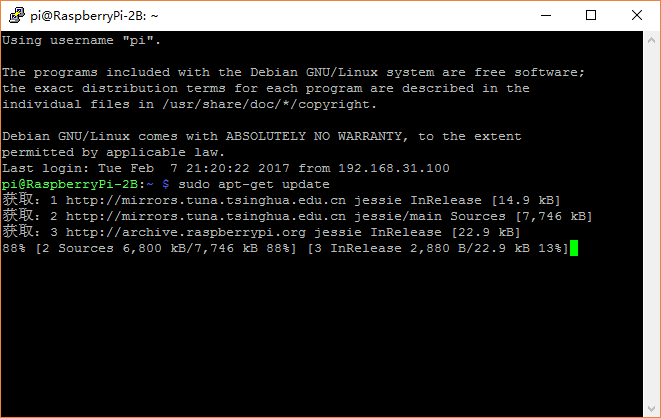 pi@RaspberryPi-2B: ~
Using username "pi".
The programs included with the Debian GNU/Linux system are free software;
the exact distribution terms for each program are described in the
individual files in /usr/share/doc/*/copyright.
Debian GNU/Linux comes with ABSOLUTELY NO WARRANTY, to the extent
permitted by applicable law.
Last login: Tue Feb  7 21:20:22 2017 from 192.168.31.100
pi@RaspberryPi-2B:~ $ sudo apt-get update
获取: 1 http://mirrors.tuna.tsinghua.edu.cn jessie InRelease [14.9 kB]
获取: 2 http://mirrors.tuna.tsinghua.edu.cn jessie/main Sources [7,746 kB]
获取: 3 http://archive.raspberrypi.org jessie InRelease [22.9 kB]
88% [2 Sources 6,800 kB/7,746 kB 88%] [3 InRelease 2,880 B/22.9 kB 13%]